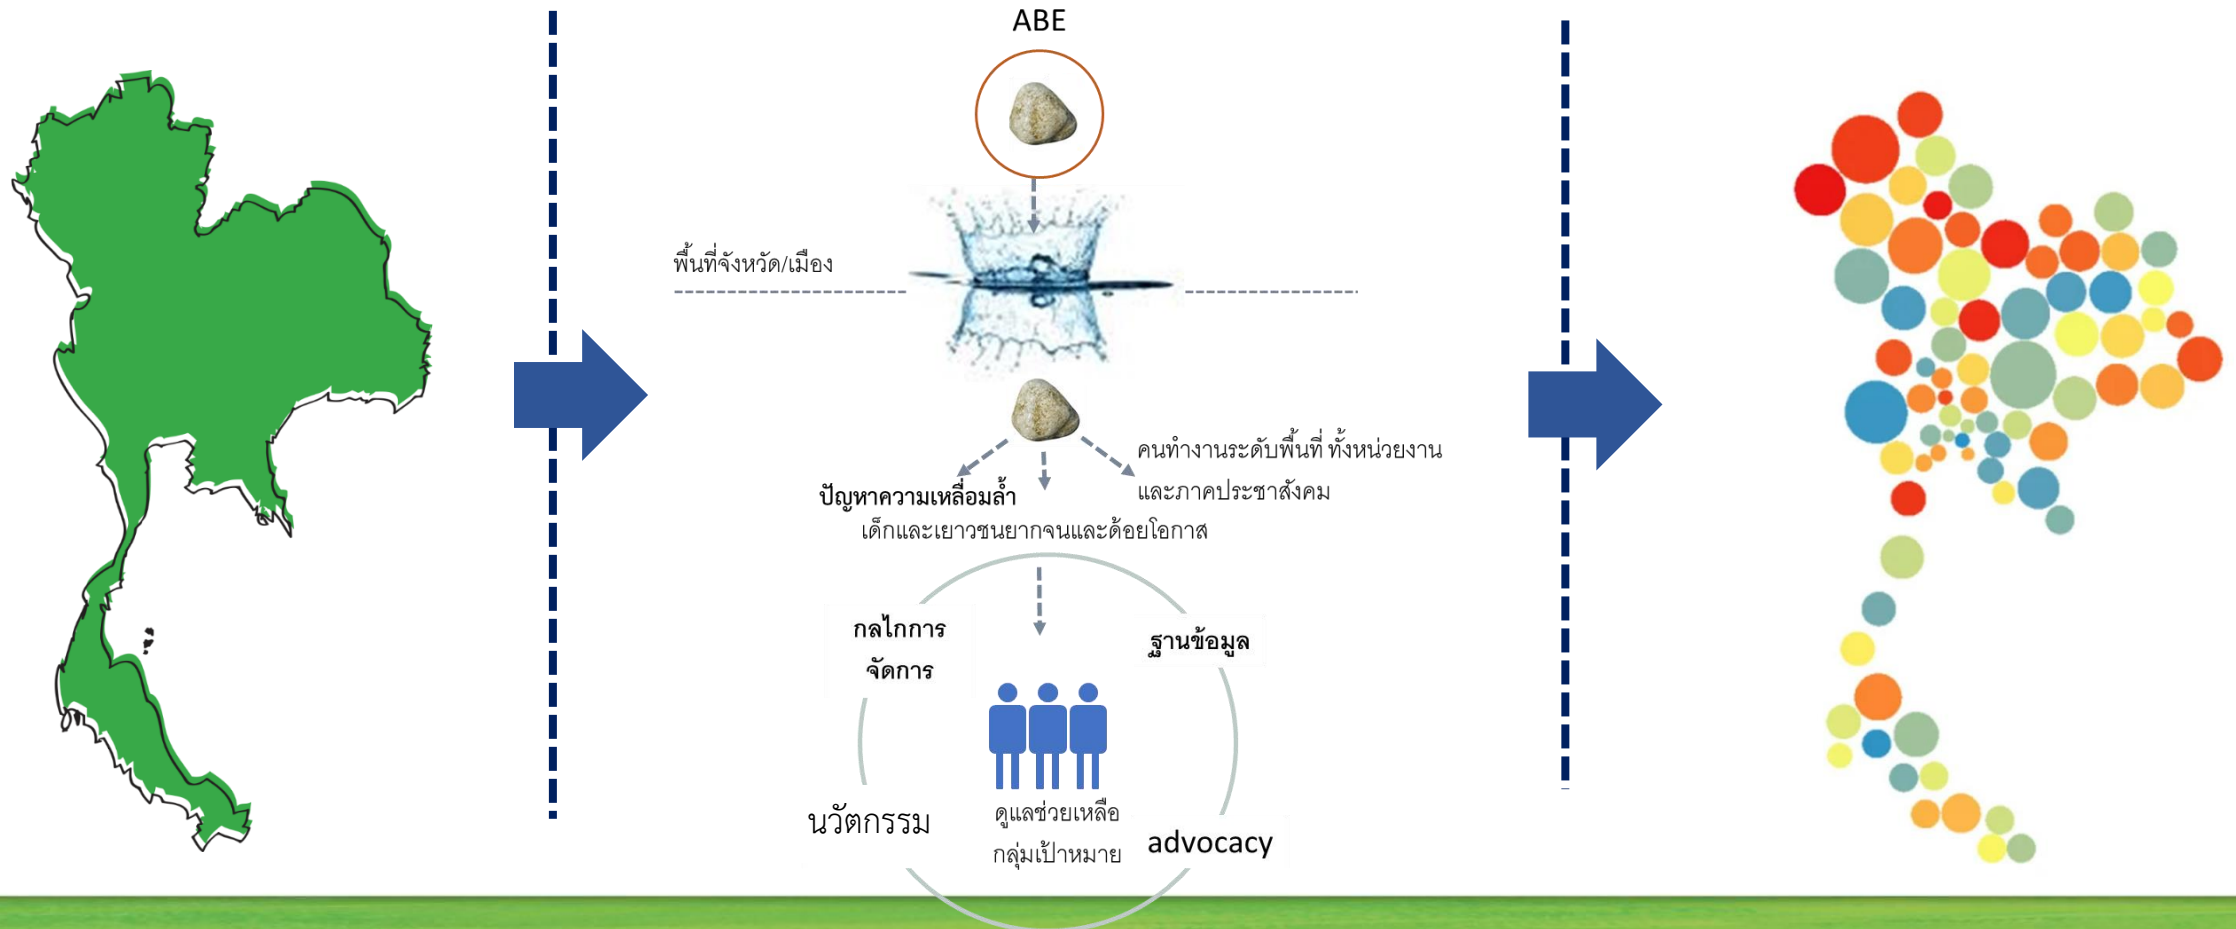 ABE
พื้นที่จังหวัด/เมือง
คนทำงานระดับพื้นที่ ทั้งหน่วยงาน
และภาคประชาสังคม
ปัญหาความเหลื่อมล้ำ
เด็กและเยาวชนยากจนและด้อยโอกาส
กลไกการ
จัดการ
ฐานข้อมูล
นวัตกรรม
ดูแลช่วยเหลือ
กลุ่มเป้าหมาย
advocacy